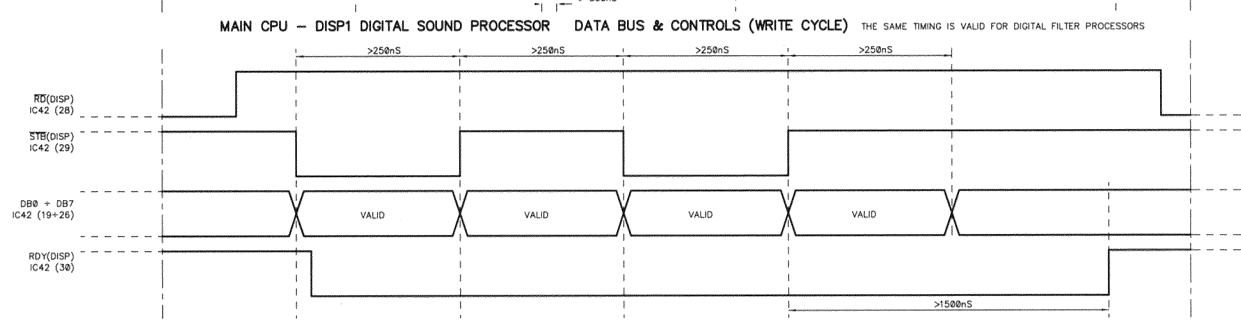 MAIN CPU – DISP1 DIGITAL SOUND PROCESSOR DATA BUS & CONTROLS (WRITE CYCLE) THE SAME TIMING IS VALID FOR DIGITAL FILTER PROCESSORS
>250nS >250nS >250nS >250nS
RD(DISP)
IC42 (28)
STB(DISP)
IC42 (29)
DB0 ÷ DB7
IC42 (19÷26)
VALID VALID VALID VALID
RDY(DISP)
IC42 (30)
>1500nS